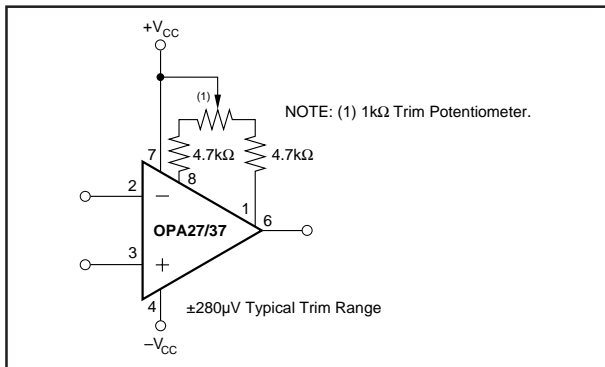 +VCC
(1)
NOTE: (1) 1kΩ Trim Potentiometer.
4.7kΩ
4.7kΩ
7
8
2
1
6
OPA27/37
3
4
±280µV Typical Trim Range
–VCC